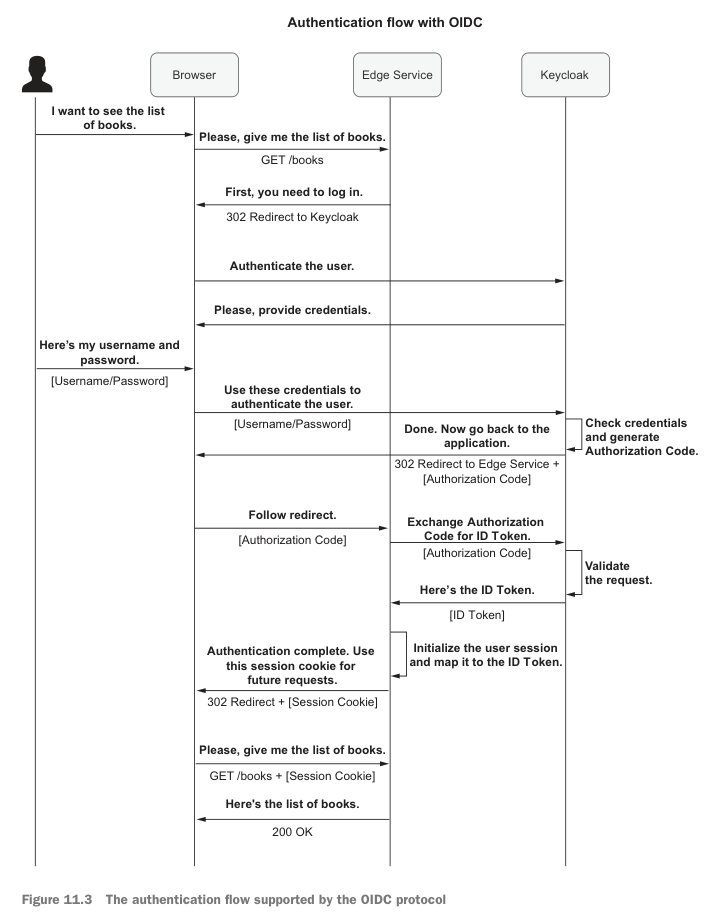 Authentication flow with OIDC
Browser
Edge Service
Keycloak
I want to see the list
of books.
Please, give me the list of books.
GET /books
First, you need to log in.
302 Redirect to Keycloak
Authenticate the user.
Please, provide credentials.
Here's my username and
password.
[Username/Password]
Use these credentials to
authenticate the user.
[Username/Password]
Check credentials
and generate
Authorization Code.
Done. Now go back to the
application.
302 Redirect to Edge Service +
[Authorization Code]
Follow redirect.
[Authorization Code]
Exchange Authorization
Code for ID Token.
[Authorization Code]
Validate
the request.
Here's the ID Token.
[ID Token]
Initialize the user session
and map it to the ID Token.
Authentication complete. Use
this session cookie for
future requests.
302 Redirect + [Session Cookie]
Please, give me the list of books.
GET /books + [Session Cookie]
Here's the list of books.
200 OK
Figure 11.3 The authentication flow supported by the OIDC protocol